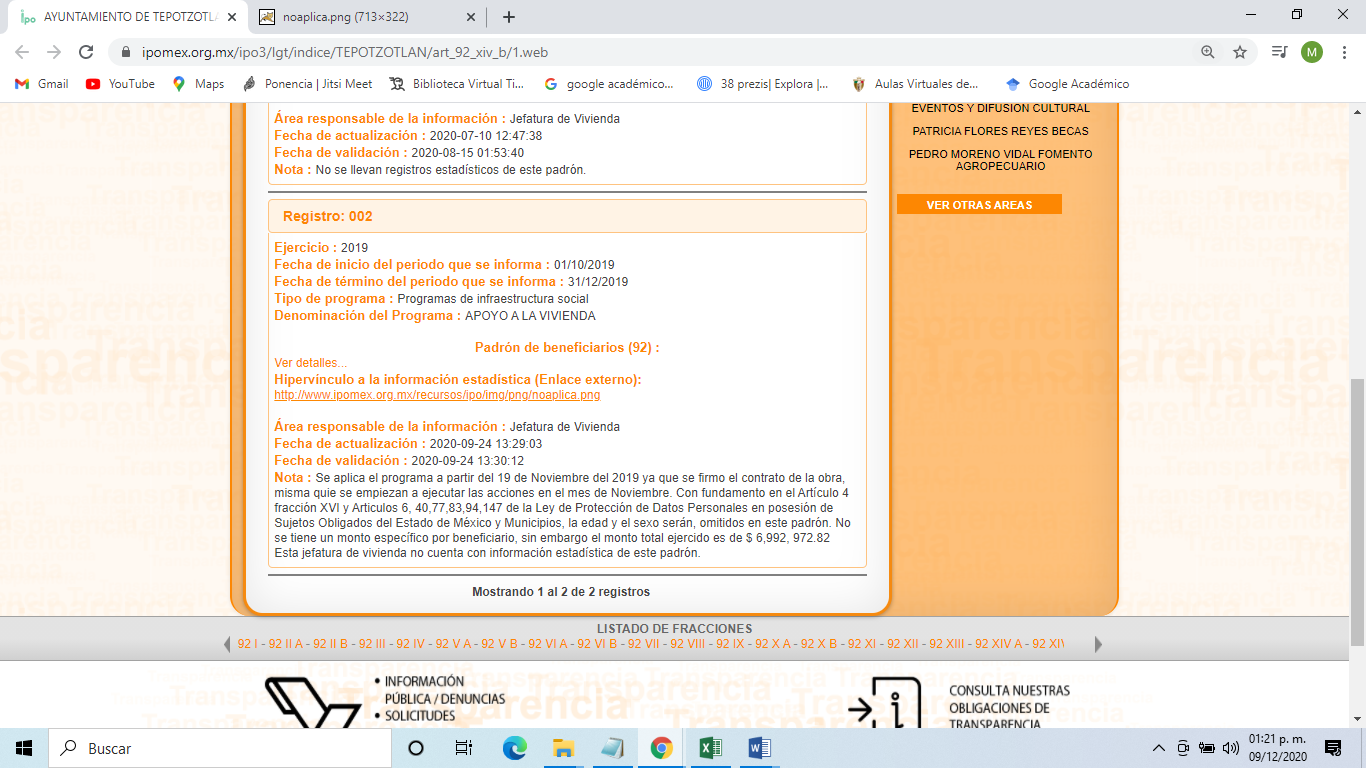 AYUNTAMIENTO DE TEPOTZOTLA
noaplica.png (713×322)
ipomex.org.mx/ipo3/lgt/indice/TEPOTZOTLAN/art_92_xiv_b/1.web
M
Gmail
YouTube
Maps
Ponencia | Jitsi Meet
Biblioteca Virtual Ti...
google académico...
38 prezis| Explora |...
Aulas Virtuales de...
Google Académico
Área responsable de la información : Jefatura de Vivienda
Fecha de actualización : 2020-07-10 12:47:38
Fecha de validación : 2020-08-15 01:53:40
Nota : No se llevan registros estadísticos de este padrón.
Registro: 002
Ejercicio : 2019
Fecha de inicio del periodo que se informa : 01/10/2019
Fecha de término del periodo que se informa : 31/12/2019
Tipo de programa : Programas de infraestructura social
Denominación del Programa : APOYO A LA VIVIENDA
Padrón de beneficiarios (92) :
Ver detalles...
Hipervínculo a la información estadística (Enlace externo):
http://www.ipomex.org.mx/recursos/ipo/img/png/noaplica.png
Área responsable de la información : Jefatura de Vivienda
Fecha de actualización : 2020-09-24 13:29:03
Fecha de validación : 2020-09-24 13:30:12
Nota : Se aplica el programa a partir del 19 de Noviembre del 2019 ya que se firmo el contrato de la obra,
misma quie se empiezan a ejecutar las acciones en el mes de Noviembre. Con fundamento en el Artículo 4
fracción XVI y Articulos 6, 40,77,83,94,147 de la Ley de Protección de Datos Personales en posesión de
Sujetos Obligados del Estado de México y Municipios, la edad y el sexo serán, omitidos en este padrón. No
se tiene un monto específico por beneficiario, sin embargo el monto total ejercido es de $ 6,992, 972.82
Esta jefatura de vivienda no cuenta con información estadística de este padrón.
Mostrando 1 al 2 de 2 registros
EVENTOS Y DIFUSION CULTURAL
PATRICIA FLORES REYES BECAS
PEDRO MORENO VIDAL FOMENTO
AGROPECUARIO
VER OTRAS AREAS
LISTADO DE FRACCIONES
92 I - 92 II A - 92 II B - 92 III - 92 IV - 92 V A - 92 V B - 92 VI A - 92 VI B - 92 VII - 92 VIII - 92 IX - 92 X A - 92 X B - 92 XI - 92 XII - 92 XIII - 92 XIV A - 92 XIV
• INFORMACIÓN
PÚBLICA / DENUNCIAS
• SOLICITUDES
CONSULTA NUESTRAS
OBLIGACIONES DE
TRANSPARENCIA
Buscar
01:21 p. m.
09/12/2020